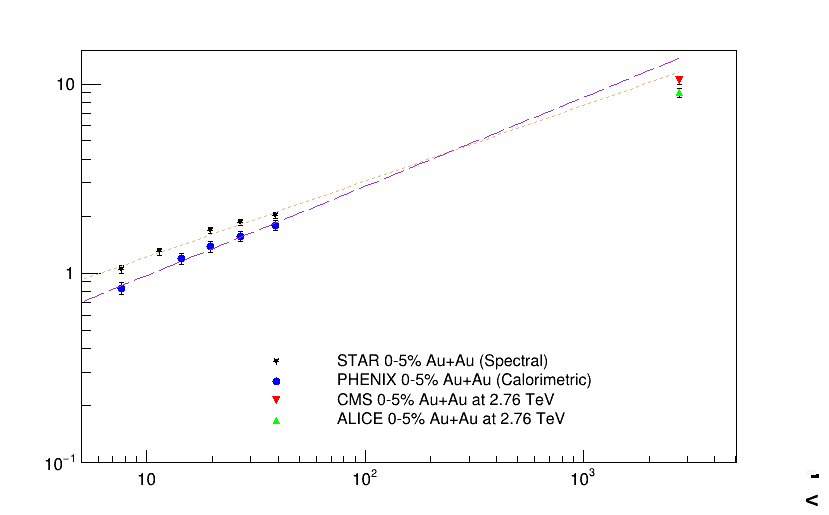 10
1
10⁻¹
10
10²
10³
STAR 0-5% Au+Au (Spectral)
PHENIX 0-5% Au+Au (Calorimetric)
CMS 0-5% Au+Au at 2.76 TeV
ALICE 0-5% Au+Au at 2.76 TeV
<